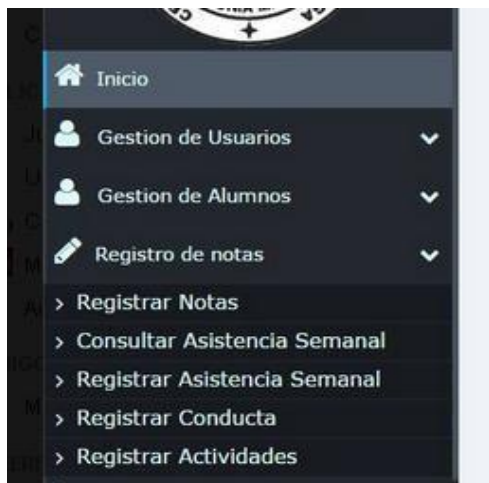 Inicio
Gestion de Usuarios
Gestion de Alumnos
Registro de notas
> Registrar Notas
> Consultar Asistencia Semanal
> Registrar Asistencia Semanal
> Registrar Conducta
> Registrar Actividades